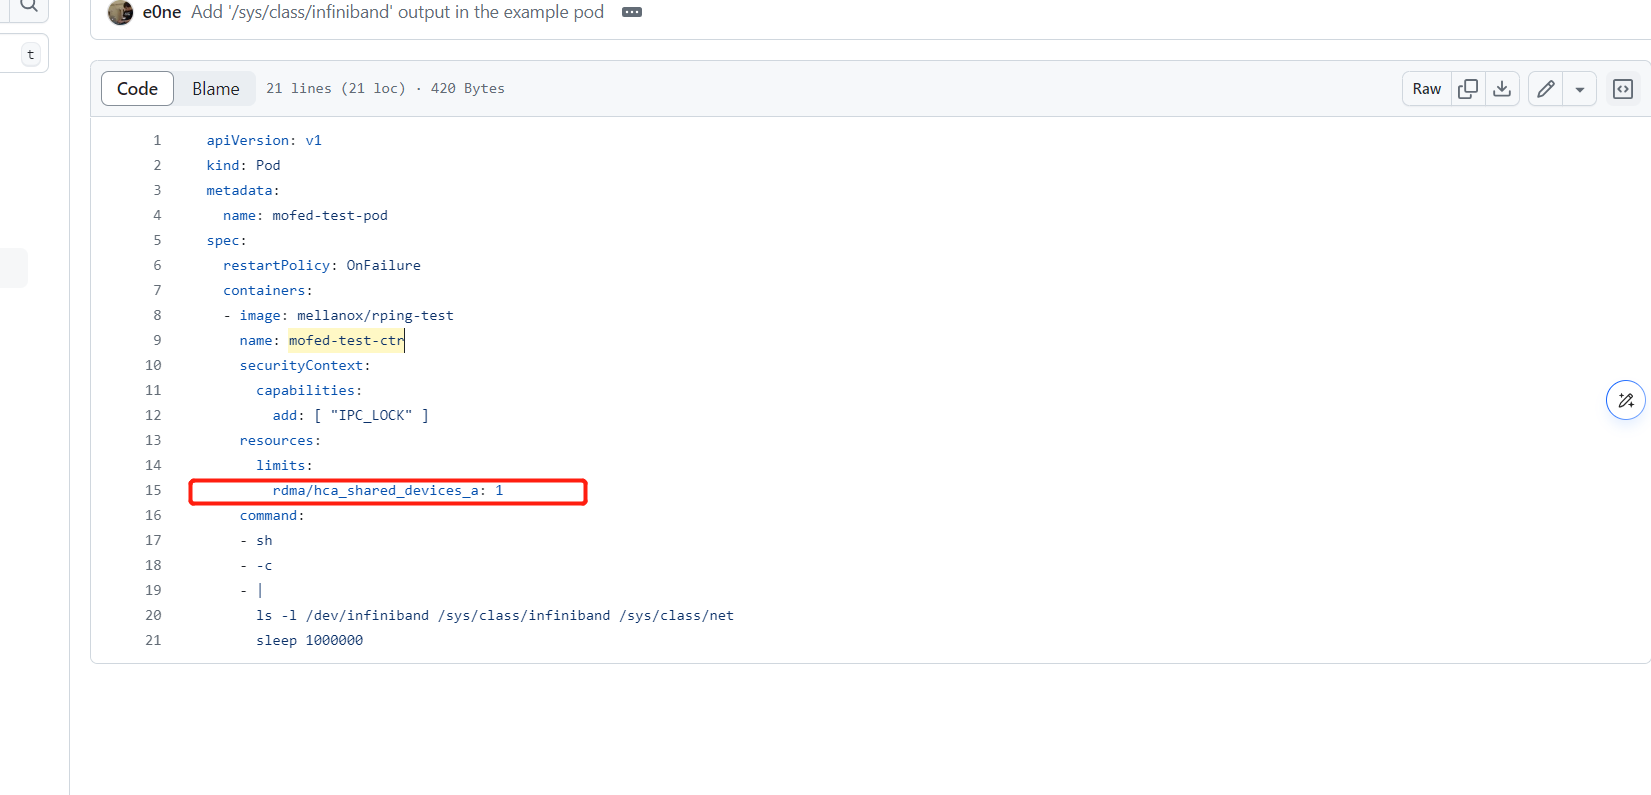 e0ne Add '/sys/class/infiniband' output in the example pod
t
Code Blame 21 lines (21 loc) · 420 Bytes Raw
1 apiVersion: v1
2 kind: Pod
3 metadata:
4 name: mofed-test-pod
5 spec:
6 restartPolicy: OnFailure
7 containers:
8 - image: mellanox/rping-test
9 name: mofed-test-ctr
10 securityContext:
11 capabilities:
12 add: [ "IPC_LOCK" ]
13 resources:
14 limits:
15 rdma/hca_shared_devices_a: 1
16 command:
17 - sh
18 - -c
19 - |
20 ls -l /dev/infiniband /sys/class/infiniband /sys/class/net
21 sleep 1000000